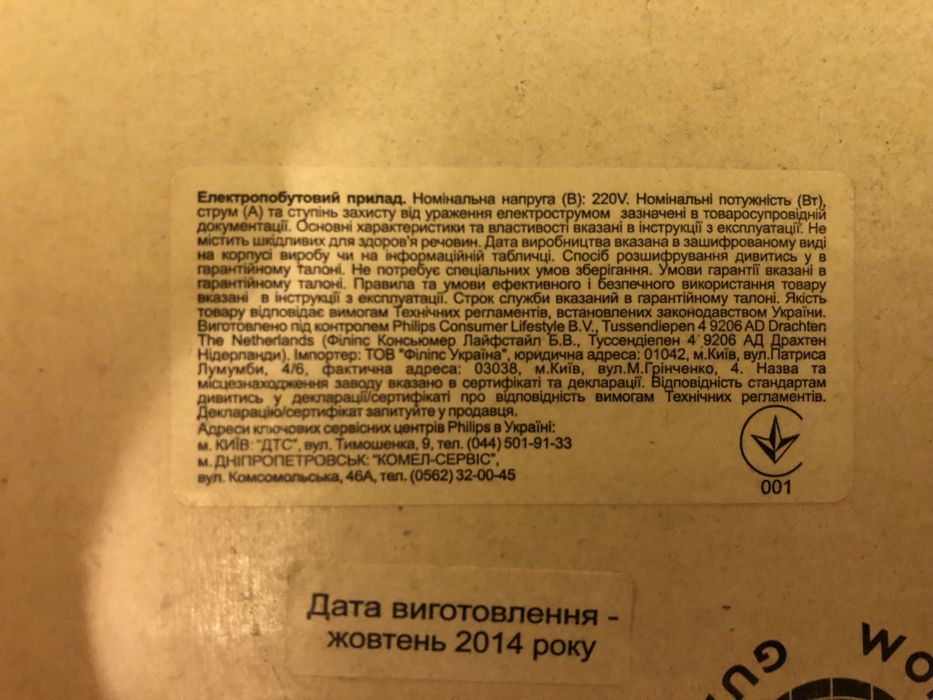 Електропобутовий прилад. Номінальна напруга (В): 220V. Номінальні потужність (Вт),
струм (А) та ступінь захисту від ураження електрострумом зазначені в товаросупровідній
документації. Основні характеристики та властивості вказані в інструкції з експлуатації. Не
містить шкідливих для здоров'я речовин. Дата виробництва вказана в зашифрованому виді
на корпусі виробу чи на інформаційній табличці. Спосіб розшифрування дивитись у в
гарантійному талоні. Не потребує спеціальних умов зберігання. Умови гарантії вказані в
гарантійному талоні. Правила та умови ефективного і безпечного використання товару
вказані в інструкції з експлуатації. Строк служби вказаний в гарантійному талоні. Якість
товару відповідає вимогам Технічних регламентів, встановлених законодавством України.
Виготовлено під контролем Philips Consumer Lifestyle B.V., Tussendiepen 4 9206 AD Drachten
The Netherlands (Філіпс Консьюмер Лайфстайл Б.В., Туссендіепен 4 9206 АД Драхтен
Нідерланди). Імпортер: ТОВ "Філіпс Україна", юридична адреса: 01042, м.Київ, вул.Патриса
Лумумби, 4/6, фактична адреса: 03038, м.Київ, вул.М.Грінченко, 4. Назва та
місцезнаходження заводу вказано в сертифікаті та декларації. Відповідність стандартам
дивитись у декларації/сертифікаті про відповідність вимогам Технічних регламентів.
Декларацію/сертифікат запитуйте у продавця.
Адреси ключових сервісних центрів Philips в Україні:
м. КИЇВ: "ДТС", вул. Тимошенка, 9, тел. (044) 501-91-33
м. ДНІПРОПЕТРОВСЬК: "КОМЕЛ-СЕРВІС",
вул. Комсомольська, 46А, тел. (0562) 32-00-45
001
Дата виготовлення -
жовтень 2014 року